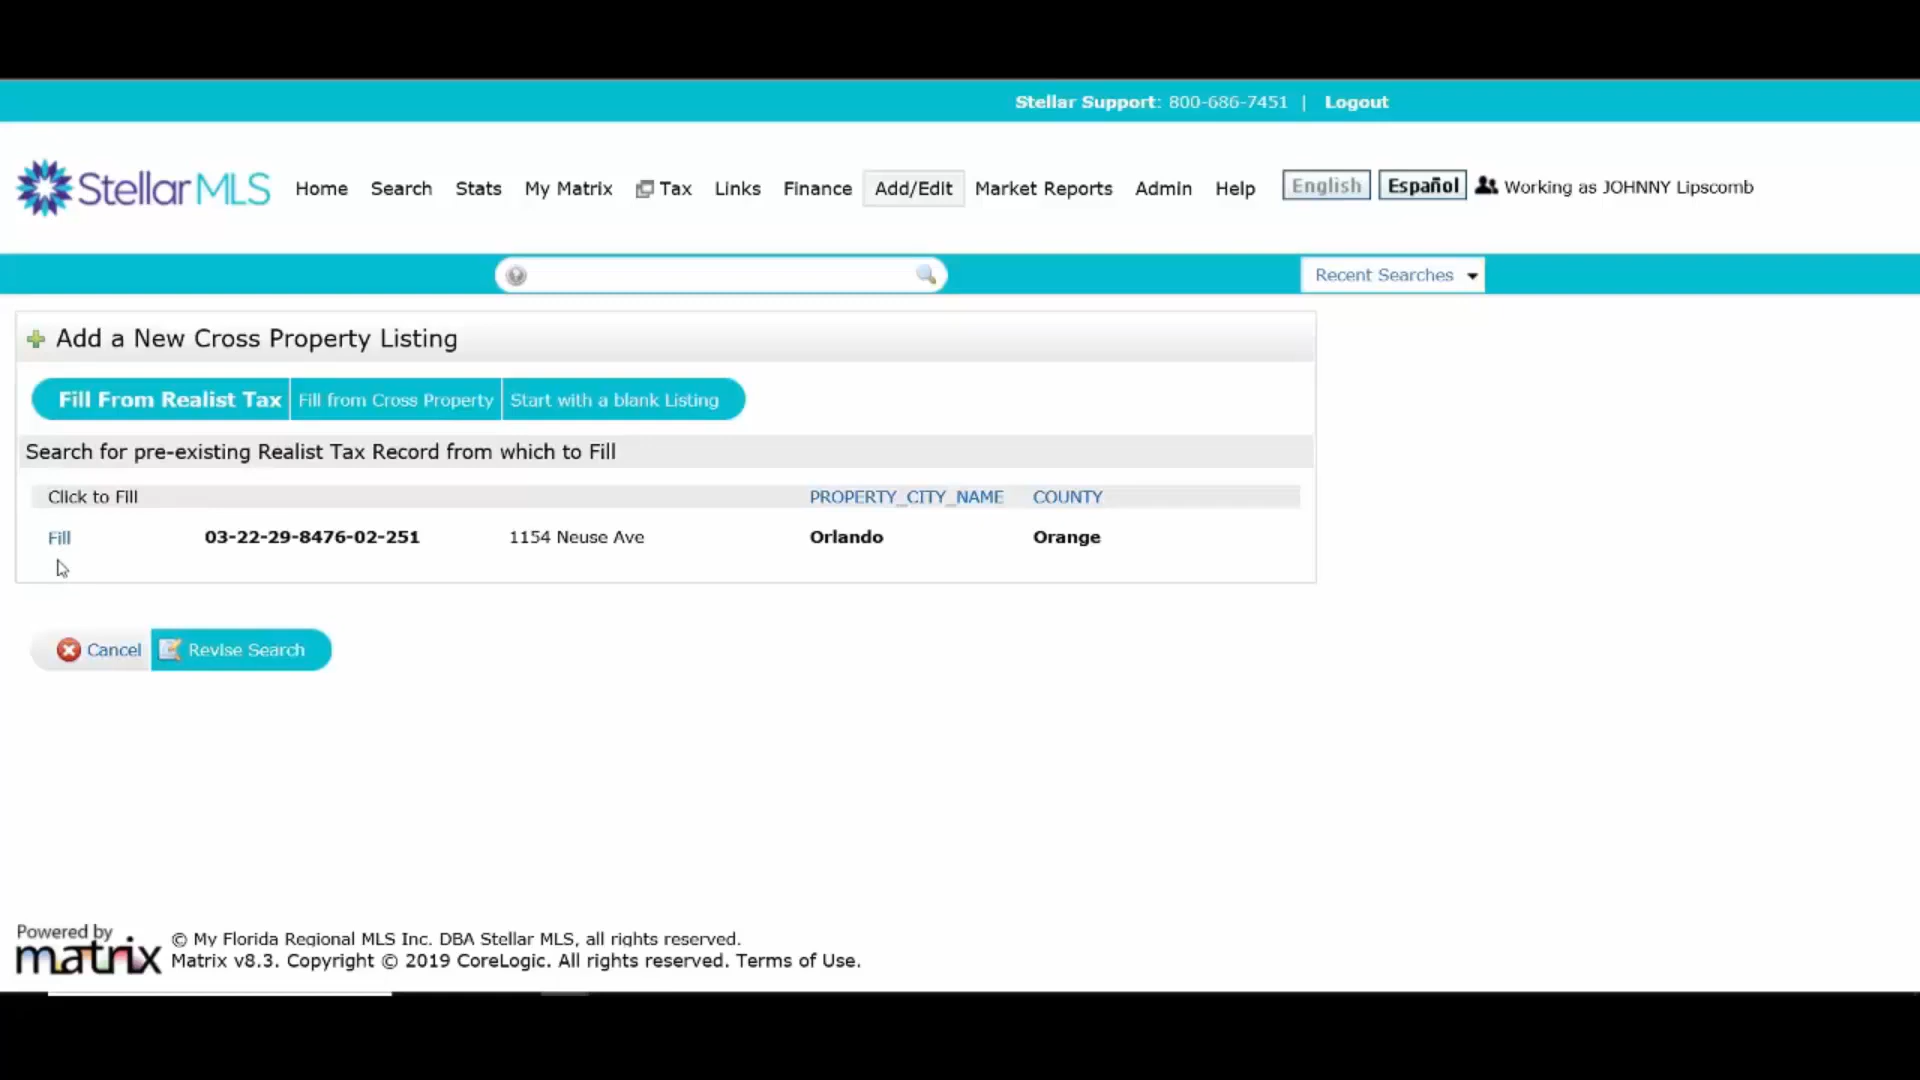 Stellar Support: 800-686-7451 | Logout
StellarMLS Home Search Stats My Matrix Tax Links Finance Add/Edit Market Reports Admin Help English Español Working as JOHNNY Lipscomb
Recent Searches
Add a New Cross Property Listing
Fill From Realist Tax Fill from Cross Property Start with a blank Listing
Search for pre-existing Realist Tax Record from which to Fill
Click to Fill PROPERTY_CITY_NAME COUNTY
Fill 03-22-29-8476-02-251 1154 Neuse Ave Orlando Orange
Cancel Revise Search
Powered by
matrix
© My Florida Regional MLS Inc. DBA Stellar MLS, all rights reserved.
Matrix v8.3. Copyright © 2019 CoreLogic. All rights reserved. Terms of Use.